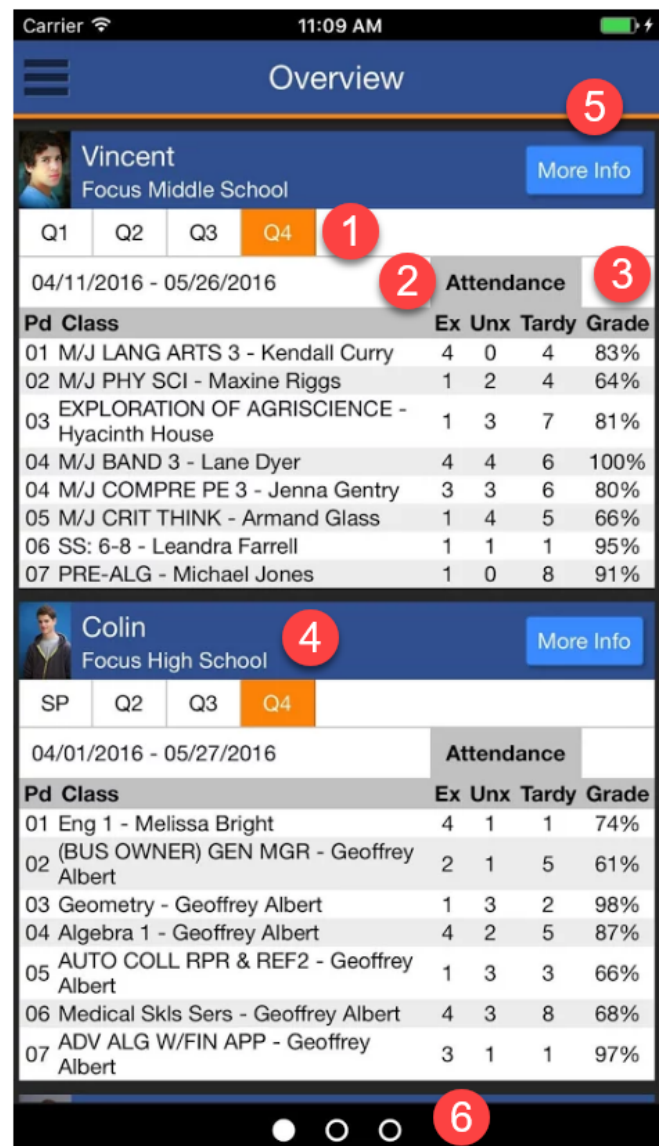 Carrier 11:09 AM
Overview
5
Vincent
Focus Middle School
More Info
Q1 Q2 Q3 Q4 1
04/11/2016 - 05/26/2016 2 Attendance 3
Pd Class Ex Unx Tardy Grade
01 M/J LANG ARTS 3 - Kendall Curry 4 0 4 83%
02 M/J PHY SCI - Maxine Riggs 1 2 4 64%
03 EXPLORATION OF AGRISCIENCE -
Hyacinth House 1 3 7 81%
04 M/J BAND 3 - Lane Dyer 4 4 6 100%
04 M/J COMPRE PE 3 - Jenna Gentry 3 3 6 80%
05 M/J CRIT THINK - Armand Glass 1 4 5 66%
06 SS: 6-8 - Leandra Farrell 1 1 1 95%
07 PRE-ALG - Michael Jones 1 0 8 91%
Colin
Focus High School
4
More Info
SP Q2 Q3 Q4
04/01/2016 - 05/27/2016 Attendance
Pd Class Ex Unx Tardy Grade
01 Eng 1 - Melissa Bright 4 1 1 74%
02 (BUS OWNER) GEN MGR - Geoffrey
Albert 2 1 5 61%
03 Geometry - Geoffrey Albert 1 3 2 98%
04 Algebra 1 - Geoffrey Albert 4 2 5 87%
05 AUTO COLL RPR & REF2 - Geoffrey
Albert 1 3 3 66%
06 Medical Skls Sers - Geoffrey Albert 4 3 8 68%
07 ADV ALG W/FIN APP - Geoffrey
Albert 3 1 1 97%
6